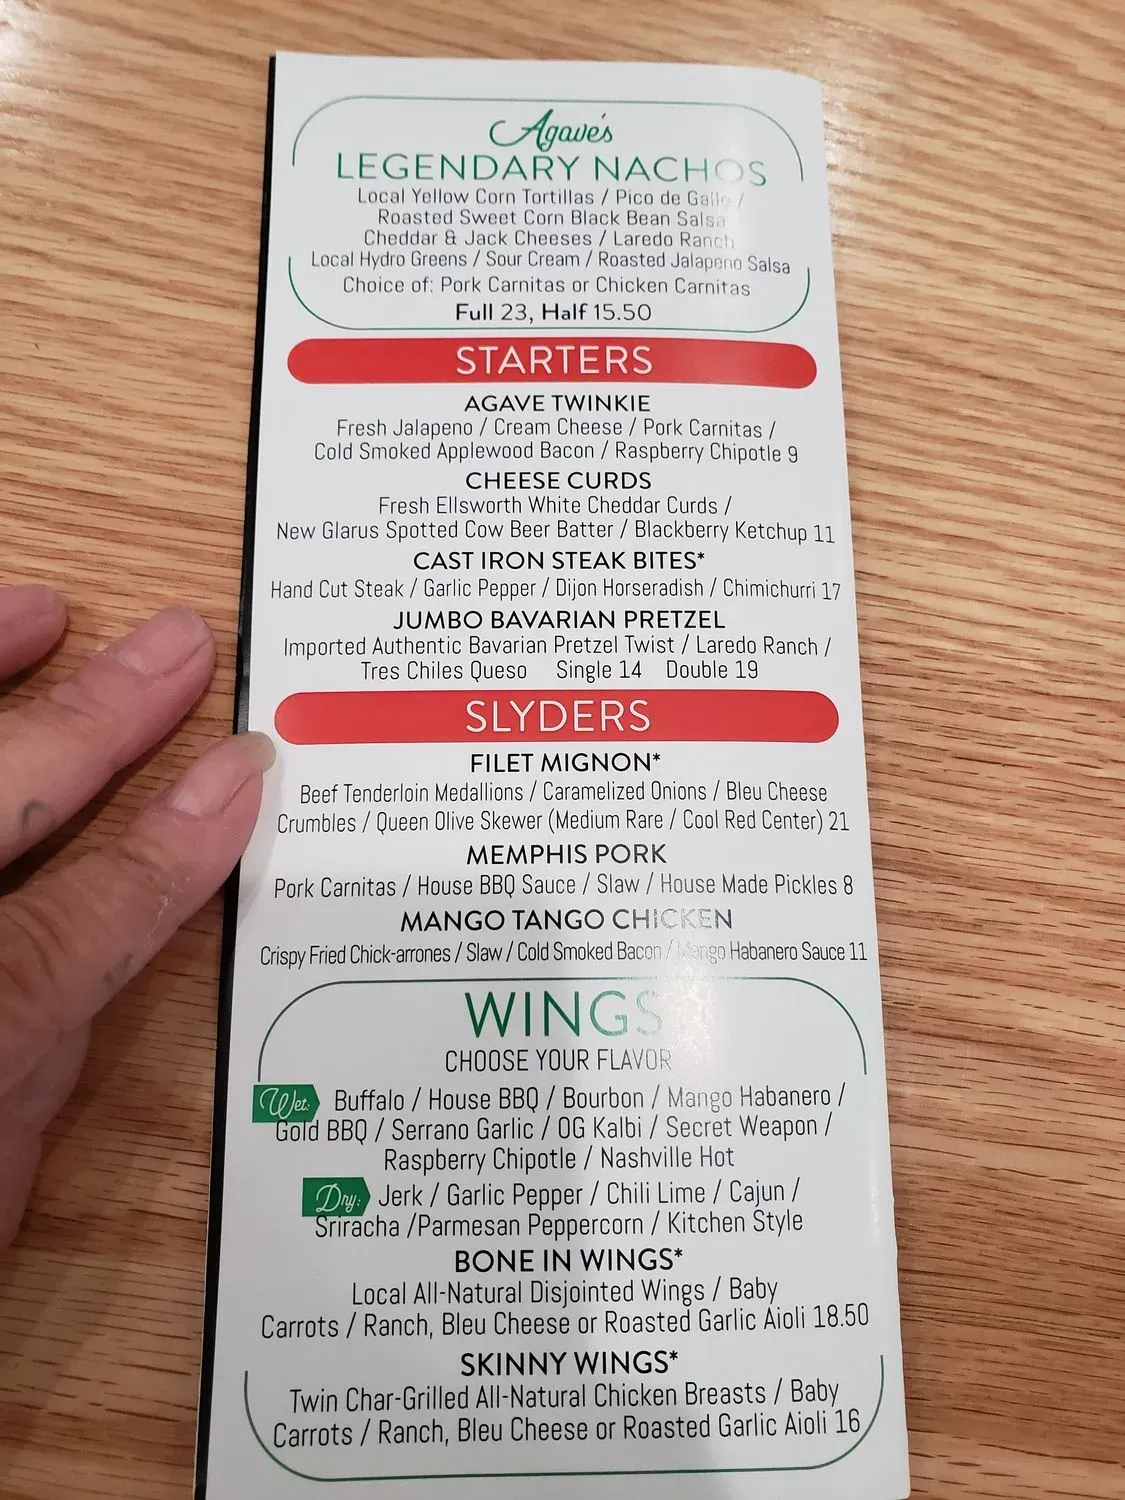 Agave's
LEGENDARY NACHOS
Local Yellow Corn Tortillas / Pico de Gallo /
Roasted Sweet Corn Black Bean Salsa
Cheddar & Jack Cheeses / Laredo Ranch
Local Hydro Greens / Sour Cream / Roasted Jalapeno Salsa
Choice of: Pork Carnitas or Chicken Carnitas
Full 23, Half 15.50
STARTERS
AGAVE TWINKIE
Fresh Jalapeno / Cream Cheese / Pork Carnitas /
Cold Smoked Applewood Bacon / Raspberry Chipotle 9
CHEESE CURDS
Fresh Ellsworth White Cheddar Curds /
New Glarus Spotted Cow Beer Batter / Blackberry Ketchup 11
CAST IRON STEAK BITES*
Hand Cut Steak / Garlic Pepper / Dijon Horseradish / Chimichurri 17
JUMBO BAVARIAN PRETZEL
Imported Authentic Bavarian Pretzel Twist / Laredo Ranch /
Tres Chiles Queso Single 14 Double 19
SLYDERS
FILET MIGNON*
Beef Tenderloin Medallions / Caramelized Onions / Bleu Cheese
Crumbles / Queen Olive Skewer (Medium Rare / Cool Red Center) 21
MEMPHIS PORK
Pork Carnitas / House BBQ Sauce / Slaw / House Made Pickles 8
MANGO TANGO CHICKEN
Crispy Fried Chick-arrones / Slaw / Cold Smoked Bacon / Mango Habanero Sauce 11
WINGS
CHOOSE YOUR FLAVOR
Wet: Buffalo / House BBQ / Bourbon / Mango Habanero /
Gold BBQ / Serrano Garlic / OG Kalbi / Secret Weapon /
Raspberry Chipotle / Nashville Hot
Dry: Jerk / Garlic Pepper / Chili Lime / Cajun /
Sriracha /Parmesan Peppercorn / Kitchen Style
BONE IN WINGS*
Local All-Natural Disjointed Wings / Baby
Carrots / Ranch, Bleu Cheese or Roasted Garlic Aioli 18.50
SKINNY WINGS*
Twin Char-Grilled All-Natural Chicken Breasts / Baby
Carrots / Ranch, Bleu Cheese or Roasted Garlic Aioli 16